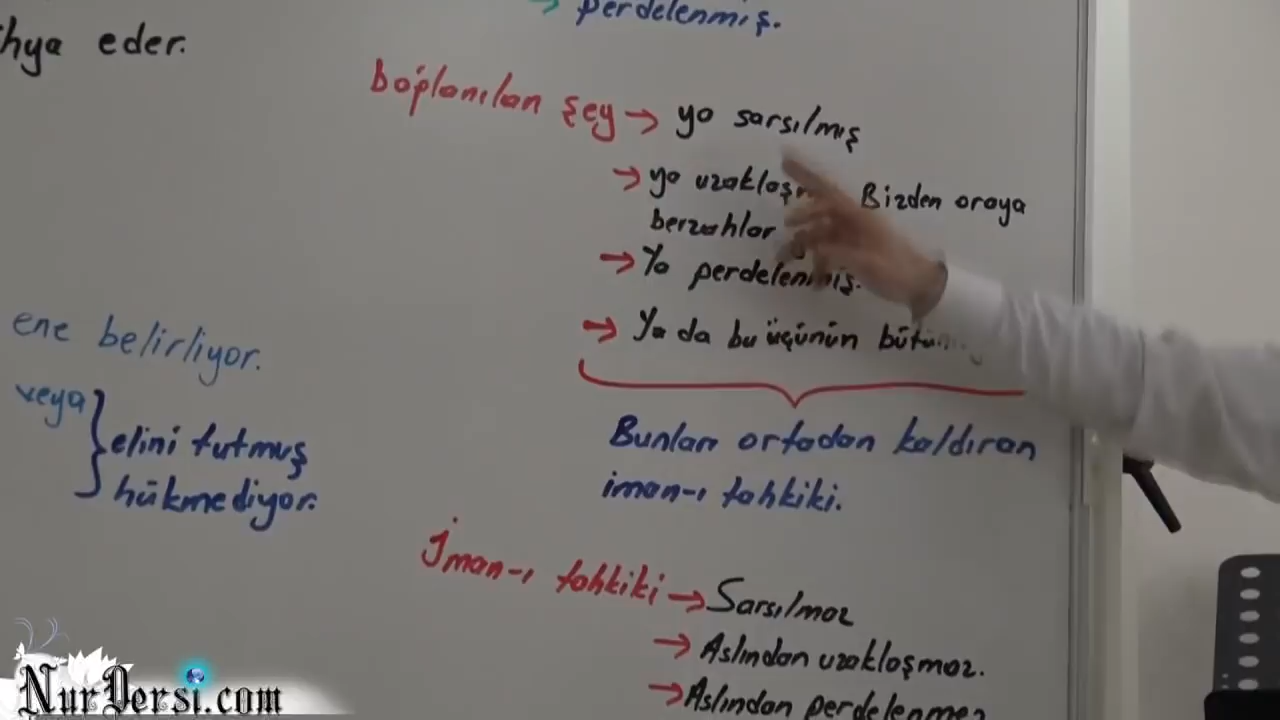 perdelenmiş.
hya eder.
Bağlanılan şey → ya sarsılmış
→ ya uzaklaşm Bizden oraya
berzahlar
→ Ya perdelenmiş.
→ Ya da bu üçünün bütün
ene belirliyor.
veya
elini tutmuş
hükmediyor.
Bunları ortadan kaldıran
iman-ı tahkiki.
İman-ı tahkiki → Sarsılmaz
→ Aslından uzaklaşmaz.
→ Aslından perdelenmez
NurDersi.com